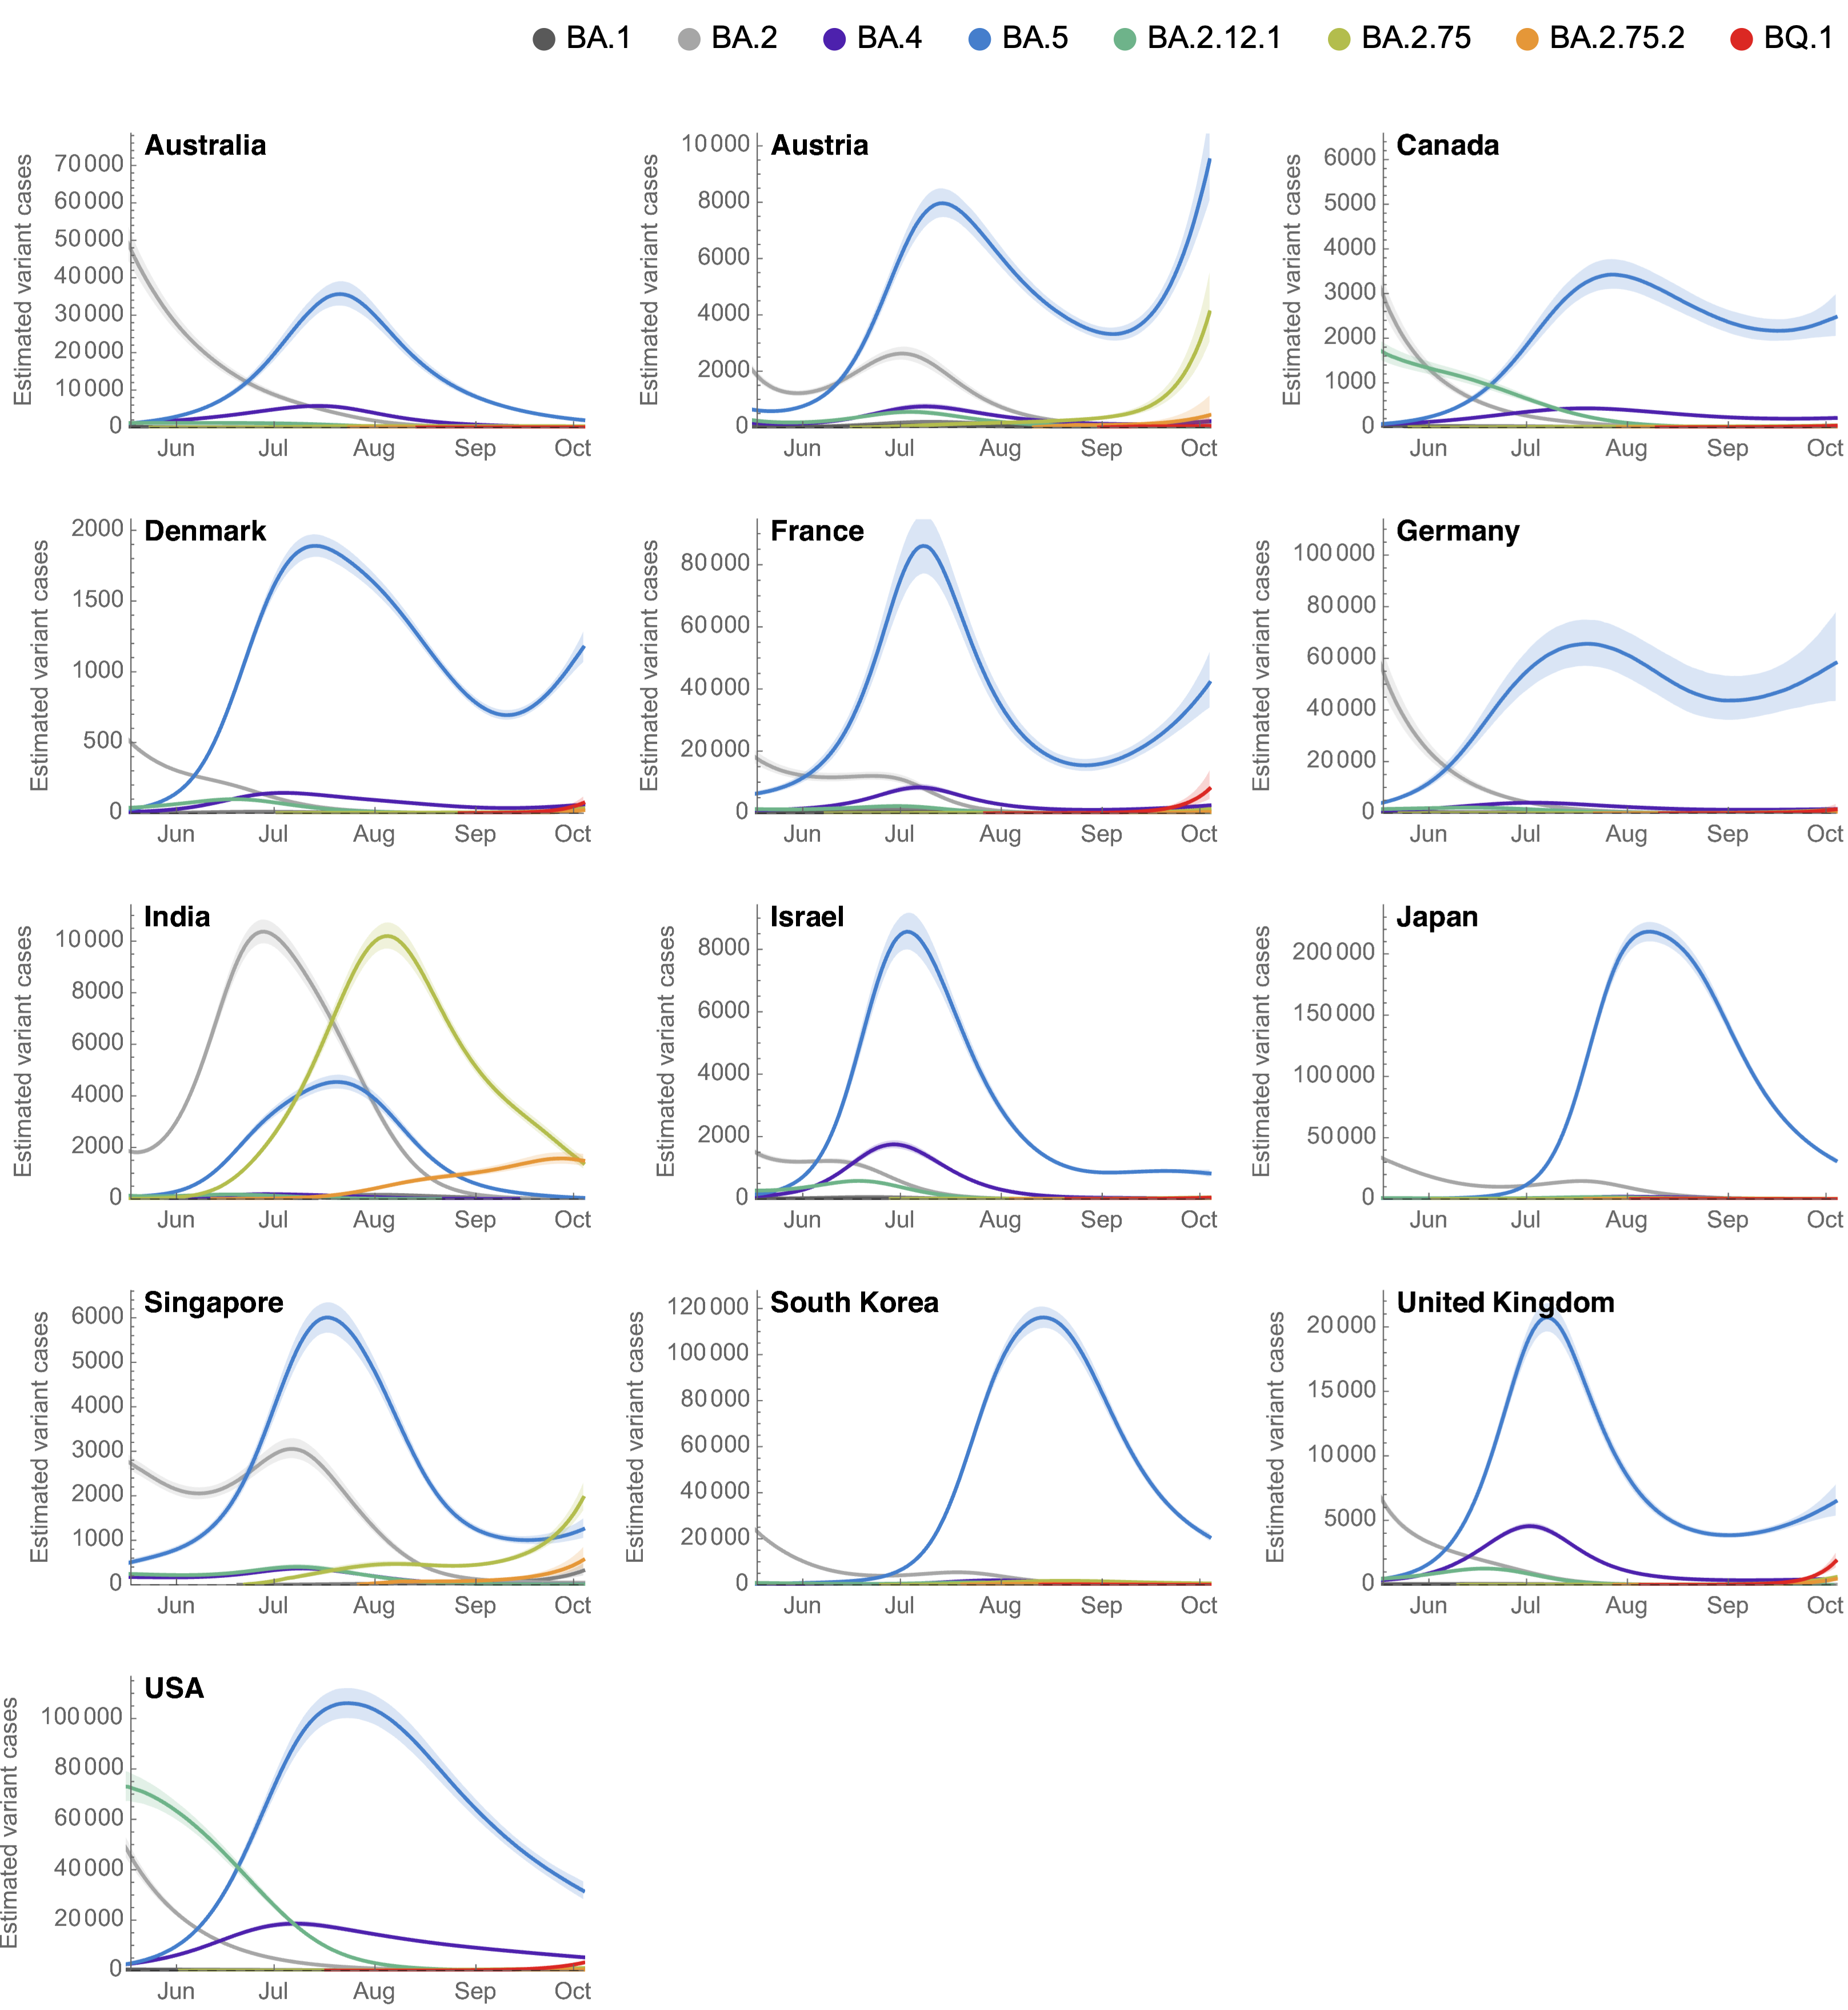 BA.1 BA.2 BA.4 BA.5 BA.2.12.1 BA.2.75 BA.2.75.2 BQ.1
Australia
Estimated variant cases
70000
60000
50000
40000
30000
20000
10000
0
Jun Jul Aug Sep Oct
Austria
Estimated variant cases
10000
8000
6000
4000
2000
0
Jun Jul Aug Sep Oct
Canada
Estimated variant cases
6000
5000
4000
3000
2000
1000
0
Jun Jul Aug Sep Oct
Denmark
Estimated variant cases
2000
1500
1000
500
0
Jun Jul Aug Sep Oct
France
Estimated variant cases
80000
60000
40000
20000
0
Jun Jul Aug Sep Oct
Germany
Estimated variant cases
100000
80000
60000
40000
20000
0
Jun Jul Aug Sep Oct
India
Estimated variant cases
10000
8000
6000
4000
2000
0
Jun Jul Aug Sep Oct
Israel
Estimated variant cases
8000
6000
4000
2000
0
Jun Jul Aug Sep Oct
Japan
Estimated variant cases
200000
150000
100000
50000
0
Jun Jul Aug Sep Oct
Singapore
Estimated variant cases
6000
5000
4000
3000
2000
1000
0
Jun Jul Aug Sep Oct
South Korea
Estimated variant cases
120000
100000
80000
60000
40000
20000
0
Jun Jul Aug Sep Oct
United Kingdom
Estimated variant cases
20000
15000
10000
5000
0
Jun Jul Aug Sep Oct
USA
Estimated variant cases
100000
80000
60000
40000
20000
0
Jun Jul Aug Sep Oct